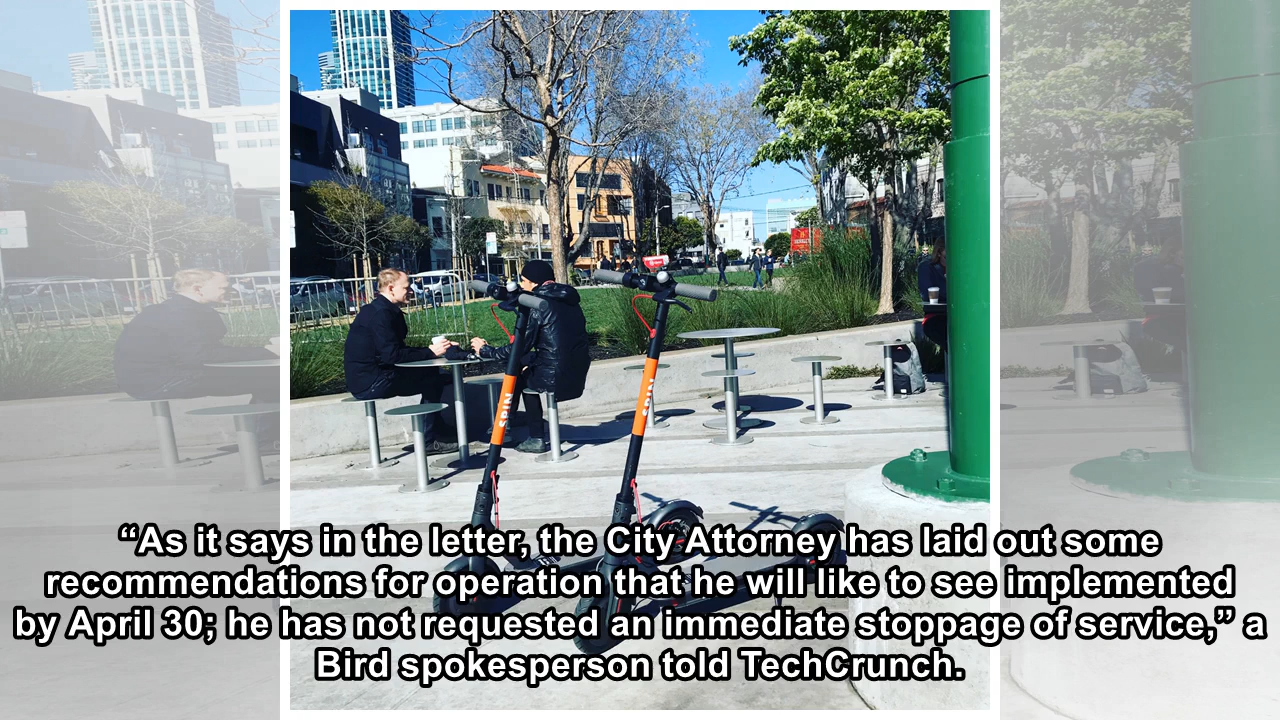 SPIN
SPIN
“As it says in the letter, the City Attorney has laid out some
recommendations for operation that he will like to see implemented
by April 30; he has not requested an immediate stoppage of service,” a
Bird spokesperson told TechCrunch.